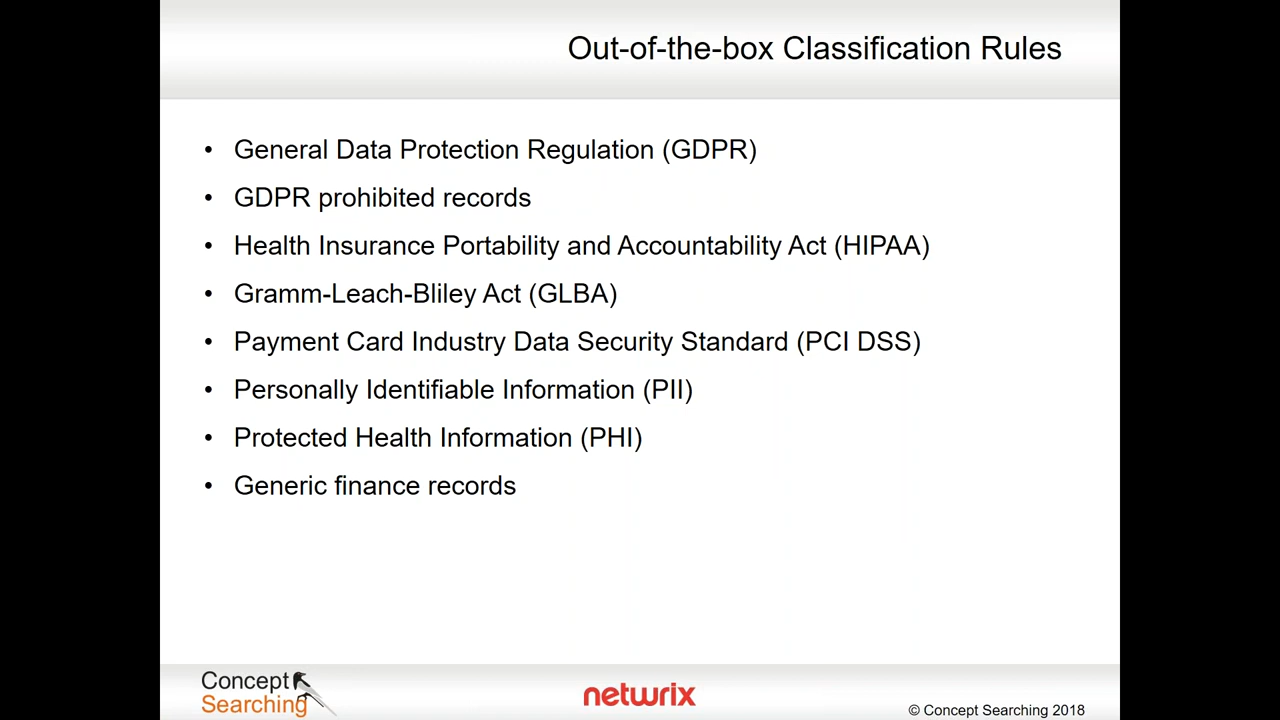 Out-of-the-box Classification Rules
• General Data Protection Regulation (GDPR)
• GDPR prohibited records
• Health Insurance Portability and Accountability Act (HIPAA)
• Gramm-Leach-Bliley Act (GLBA)
• Payment Card Industry Data Security Standard (PCI DSS)
• Personally Identifiable Information (PII)
• Protected Health Information (PHI)
• Generic finance records
Concept
Searching
netwrix
© Concept Searching 2018